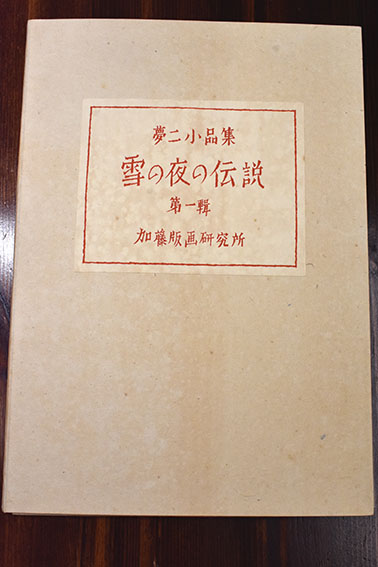 夢二小品集
雪の夜の伝説
第一輯
加藤版画研究所